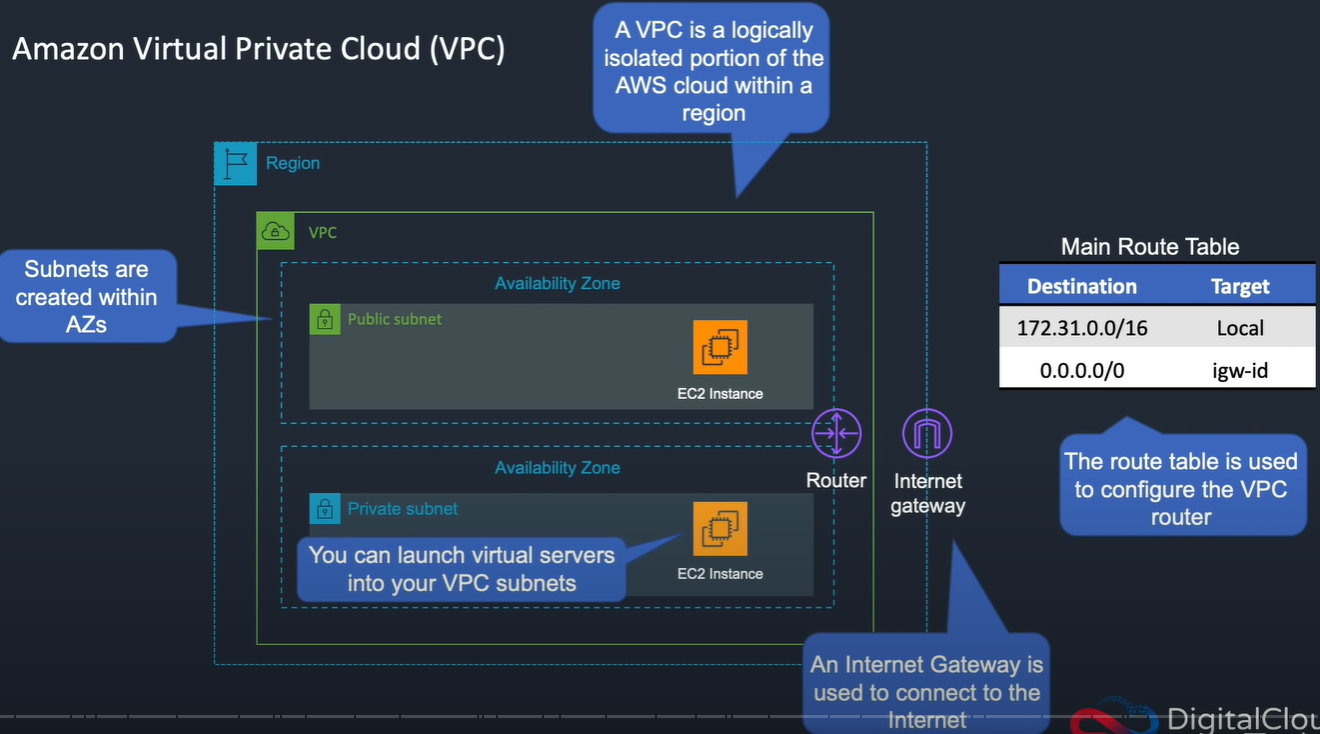 Amazon Virtual Private Cloud (VPC)
A VPC is a logically
isolated portion of the
AWS cloud within a
region
Region
VPC
Subnets are
created within
AZs
Availability Zone
Public subnet
EC2 Instance
Availability Zone
Private subnet
You can launch virtual servers
into your VPC subnets
EC2 Instance
Router
Internet
gateway
Main Route Table
Destination Target
172.31.0.0/16 Local
0.0.0.0/0 igw-id
The route table is used
to configure the VPC
router
An Internet Gateway is
used to connect to the
Internet